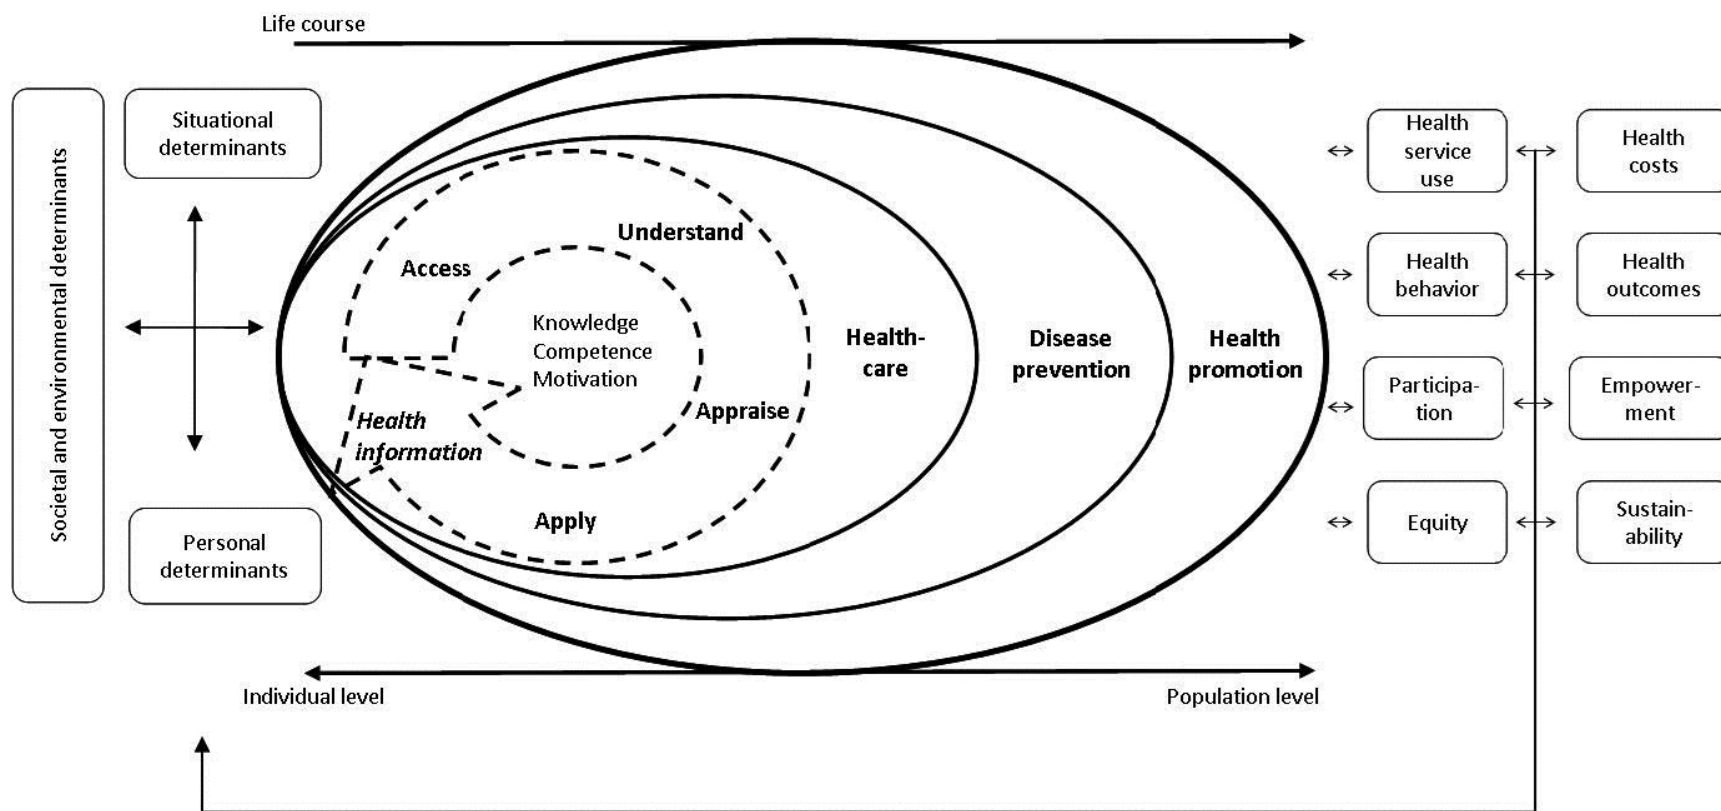 Life course
Societal and environmental determinants
Situational
determinants
Personal
determinants
Access
Understand
Knowledge
Competence
Motivation
Health
information
Appraise
Apply
Health-
care
Disease
prevention
Health
promotion
Individual level
Population level
Health
service
use
Health
costs
Health
behavior
Health
outcomes
Participa-
tion
Empower-
ment
Equity
Sustain-
ability